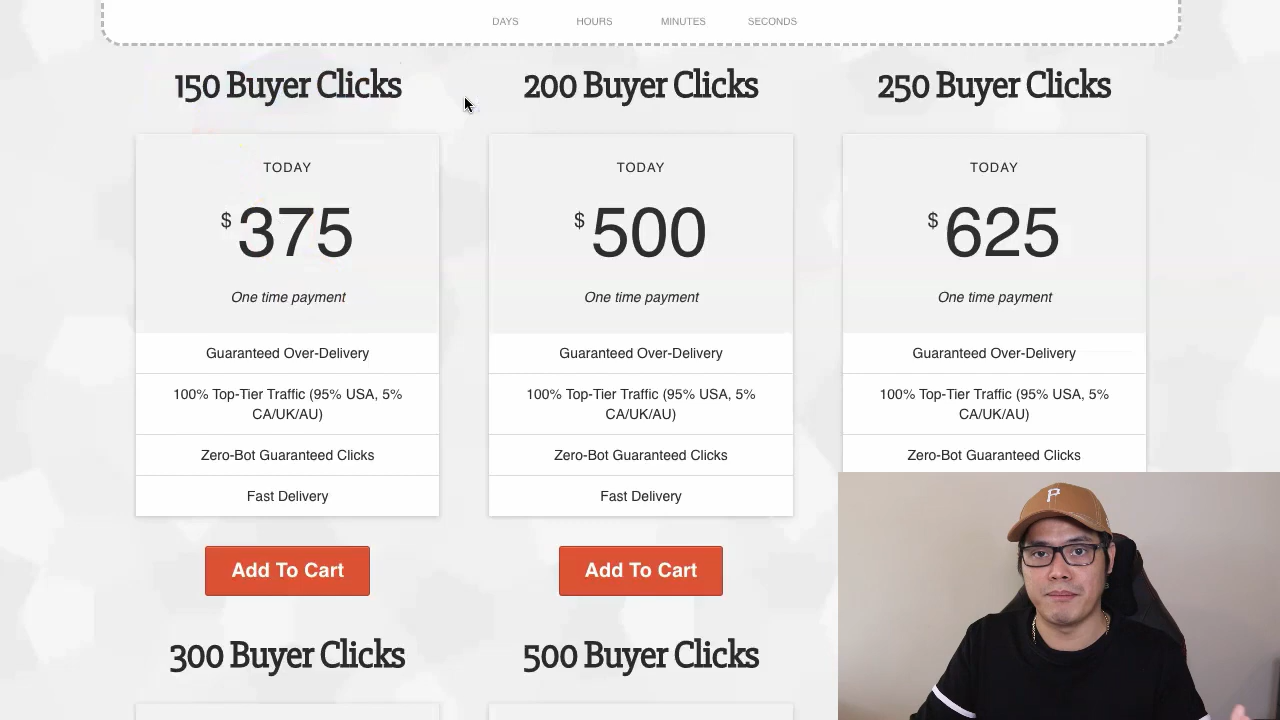 DAYS HOURS MINUTES SECONDS
150 Buyer Clicks
TODAY
$ 375
One time payment
Guaranteed Over-Delivery
100% Top-Tier Traffic (95% USA, 5%
CA/UK/AU)
Zero-Bot Guaranteed Clicks
Fast Delivery
Add To Cart
200 Buyer Clicks
TODAY
$ 500
One time payment
Guaranteed Over-Delivery
100% Top-Tier Traffic (95% USA, 5%
CA/UK/AU)
Zero-Bot Guaranteed Clicks
Fast Delivery
Add To Cart
250 Buyer Clicks
TODAY
$ 625
One time payment
Guaranteed Over-Delivery
100% Top-Tier Traffic (95% USA, 5%
CA/UK/AU)
Zero-Bot Guaranteed Clicks
300 Buyer Clicks
500 Buyer Clicks
P